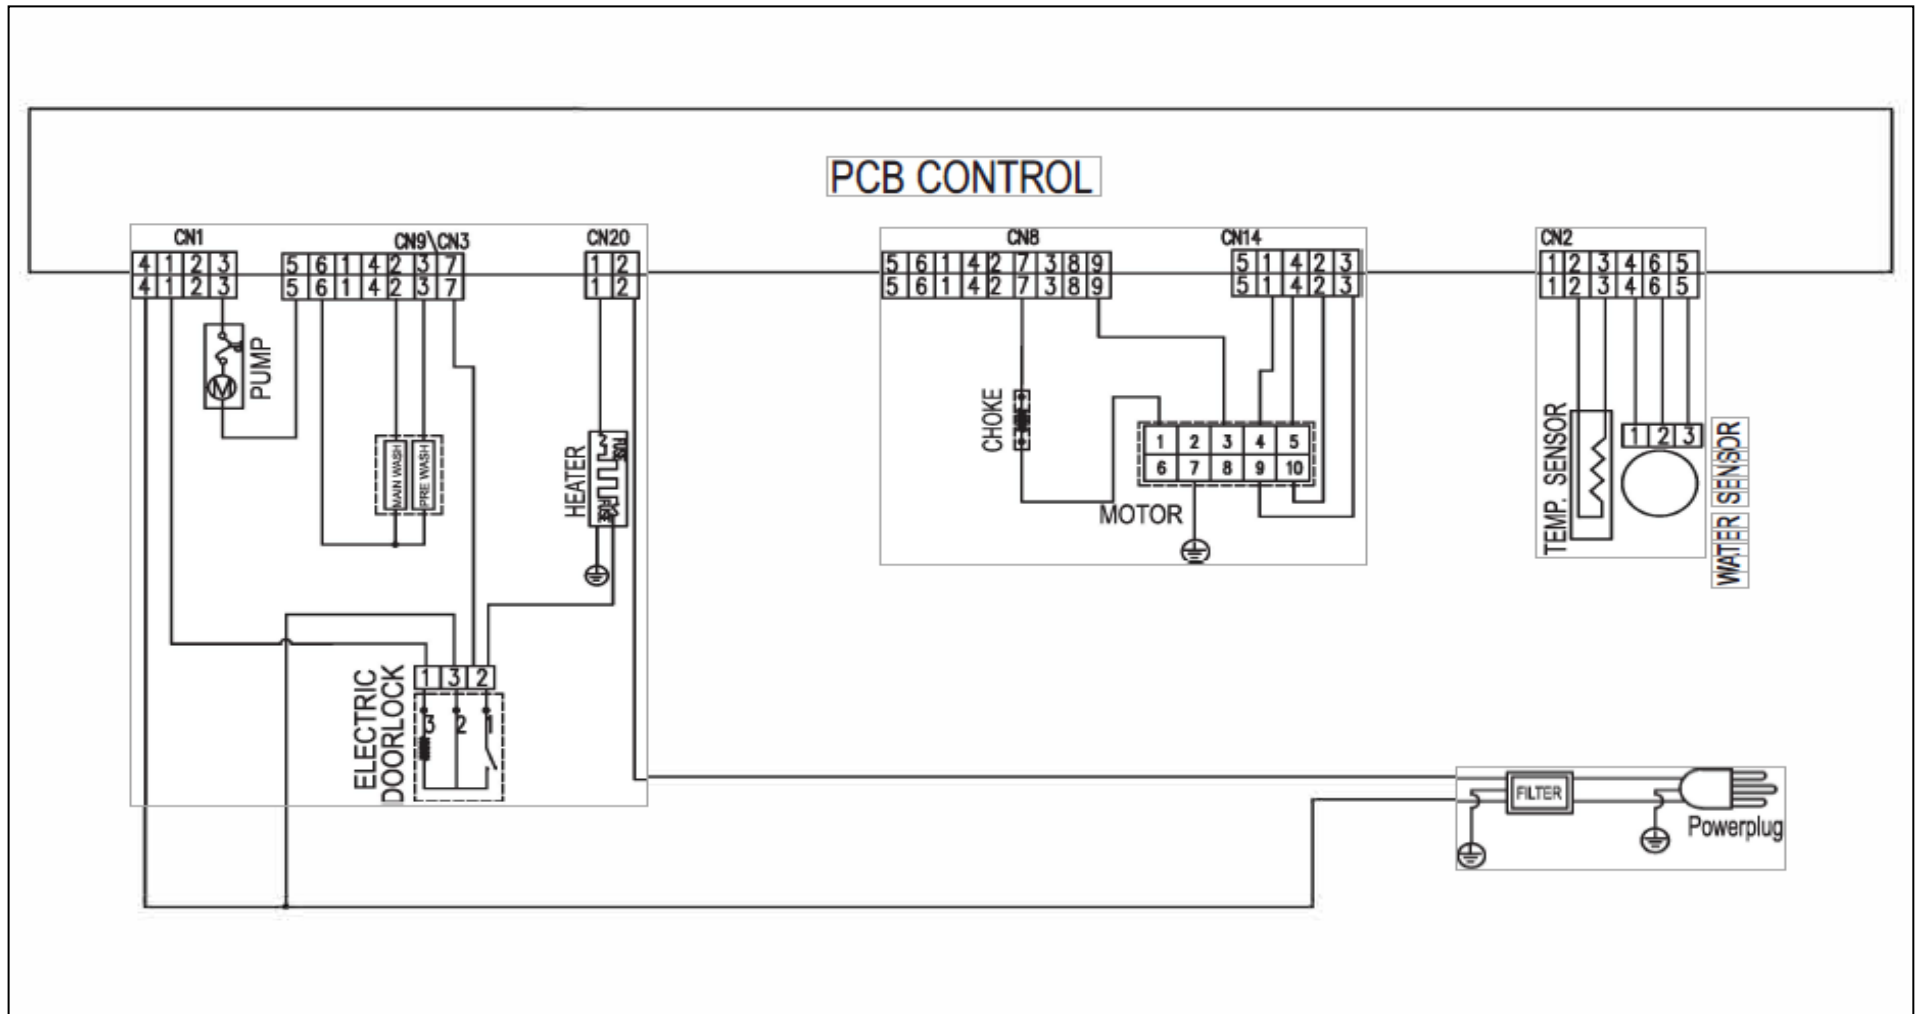 PCB CONTROL
CN1
CN9\CN3
CN20
CN8
CN14
CN2
4 1 2 3
4 1 2 3
5 6 1 4 2 3 7
5 6 1 4 2 3 7
1 2
1 2
5 6 1 4 2 7 3 8 9
5 6 1 4 2 7 3 8 9
5 1 4 2 3
5 1 4 2 3
1 2 3 4 6 5
1 2 3 4 6 5
PUMP
M
MAIN WASH
PRE WASH
HEATER
FUSE
FUSE
CHOKE
1 2 3 4 5
6 7 8 9 10
MOTOR
TEMP. SENSOR
1 2 3
WATER SENSOR
ELECTRIC
DOORLOCK
1 3 2
3 2 1
FILTER
Powerplug